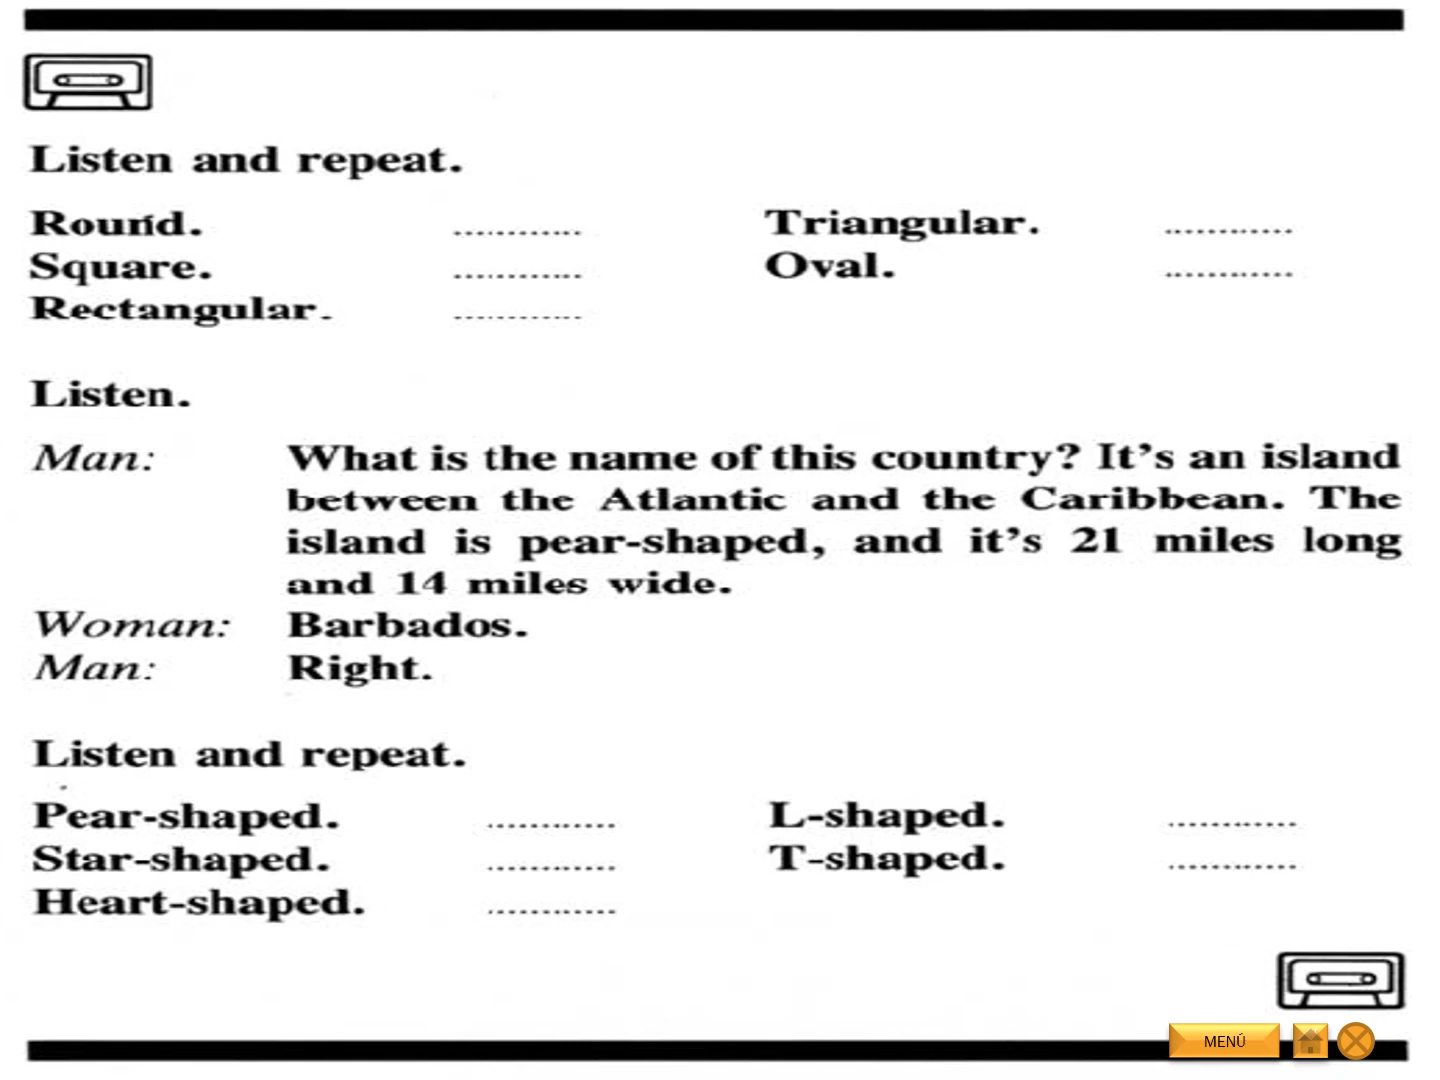 Listen and repeat.
Round. ............ Triangular. ............
Square. ............ Oval. ............
Rectangular. ............
Listen.
Man: What is the name of this country? It's an island
between the Atlantic and the Caribbean. The
island is pear-shaped, and it's 21 miles long
and 14 miles wide.
Woman: Barbados.
Man: Right.
Listen and repeat.
Pear-shaped. ............ L-shaped. ............
Star-shaped. ............ T-shaped. ............
Heart-shaped. ............
MENÚ